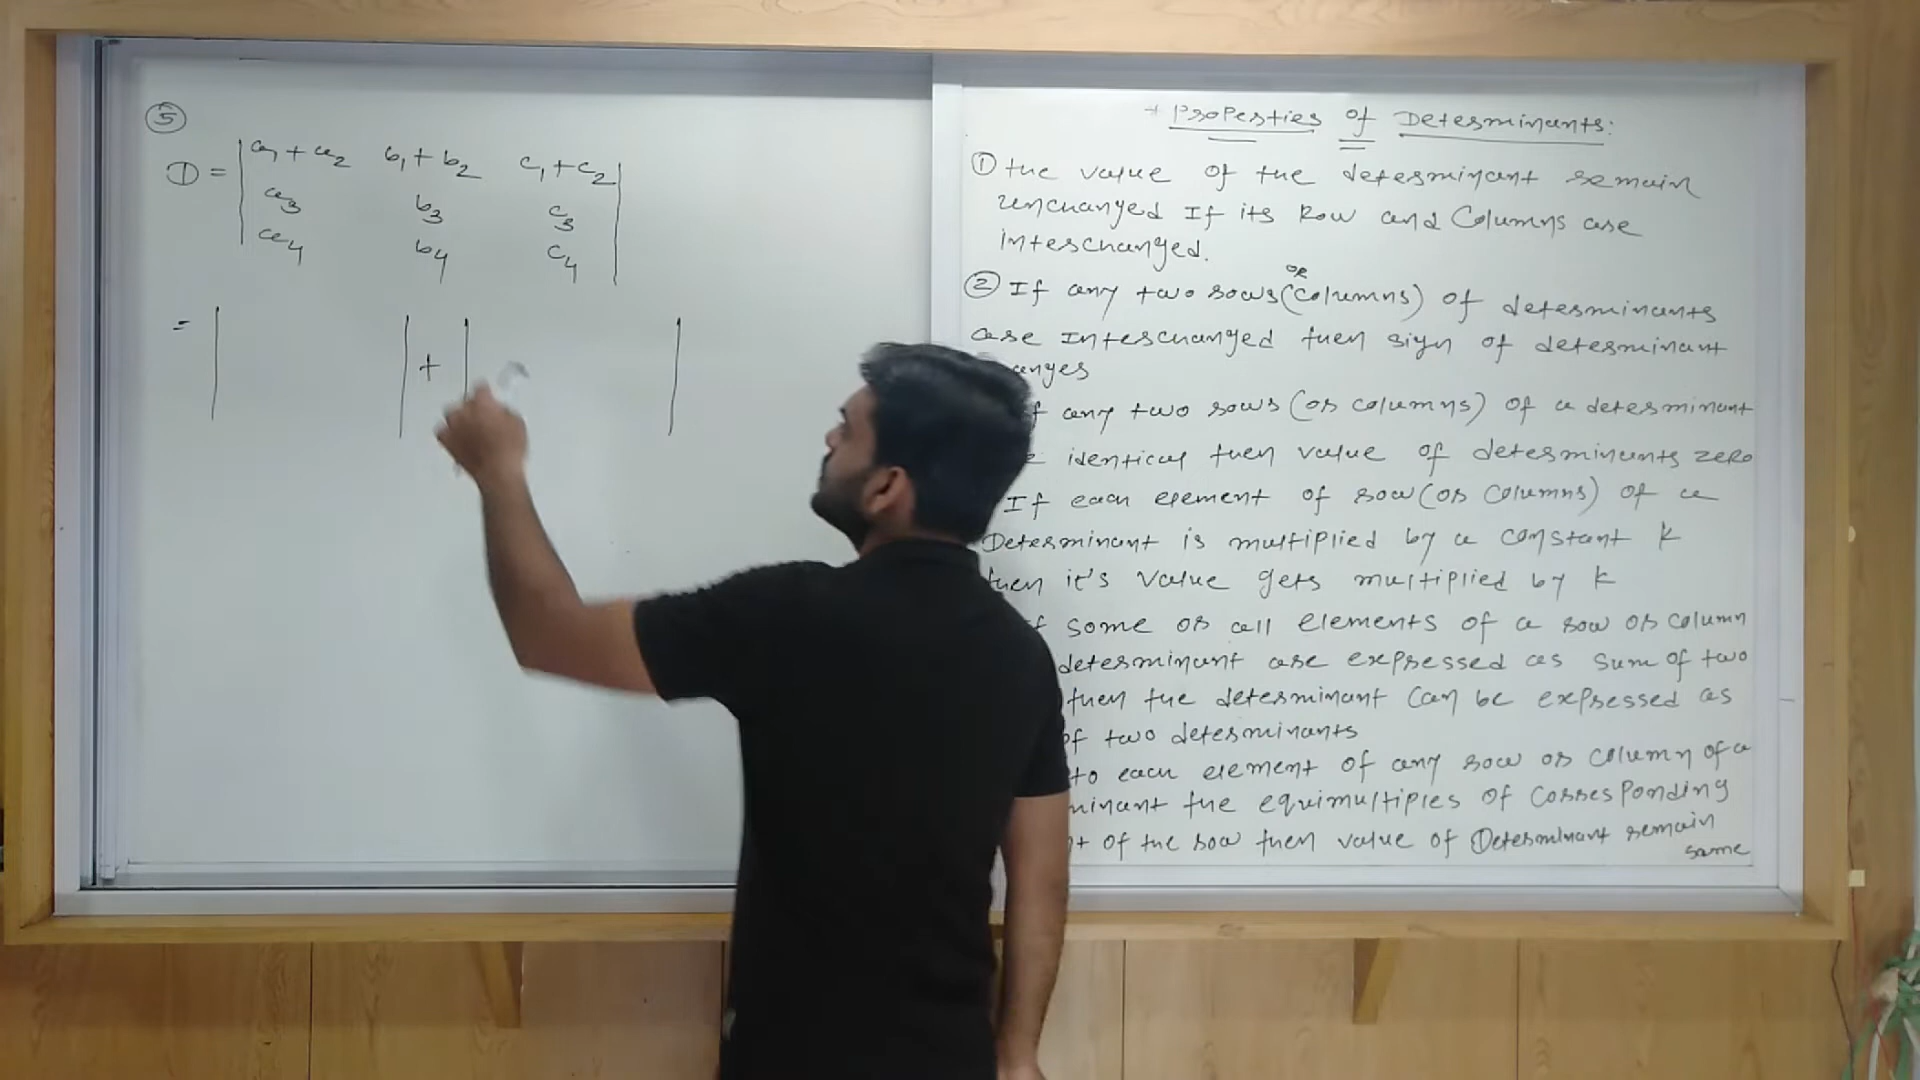 5
D = | a1 + a2 b1 + b2 c1 + c2 |
a3 b3 c3
a4 b4 c4
= | | + | |
+ Properties of Determinants:
① the value of the determinant remain
unchanged If its Row and Columns are
interchanged.
or
② If any two rows (columns) of determinants
are Interchanged then sign of determinant
anges
f any two rows (or columns) of a determinant
e identical then value of determinants zero
If each element of row (or columns) of a
Determinant is multiplied by a constant k
then it's value gets multiplied by k
f some or all elements of a row or column
determinant are expressed as sum of two
then the determinant can be expressed as
of two determinants
to each element of any row or column of a
minant the equimultiples of corresponding
t of the row then value of Determinant remain
same